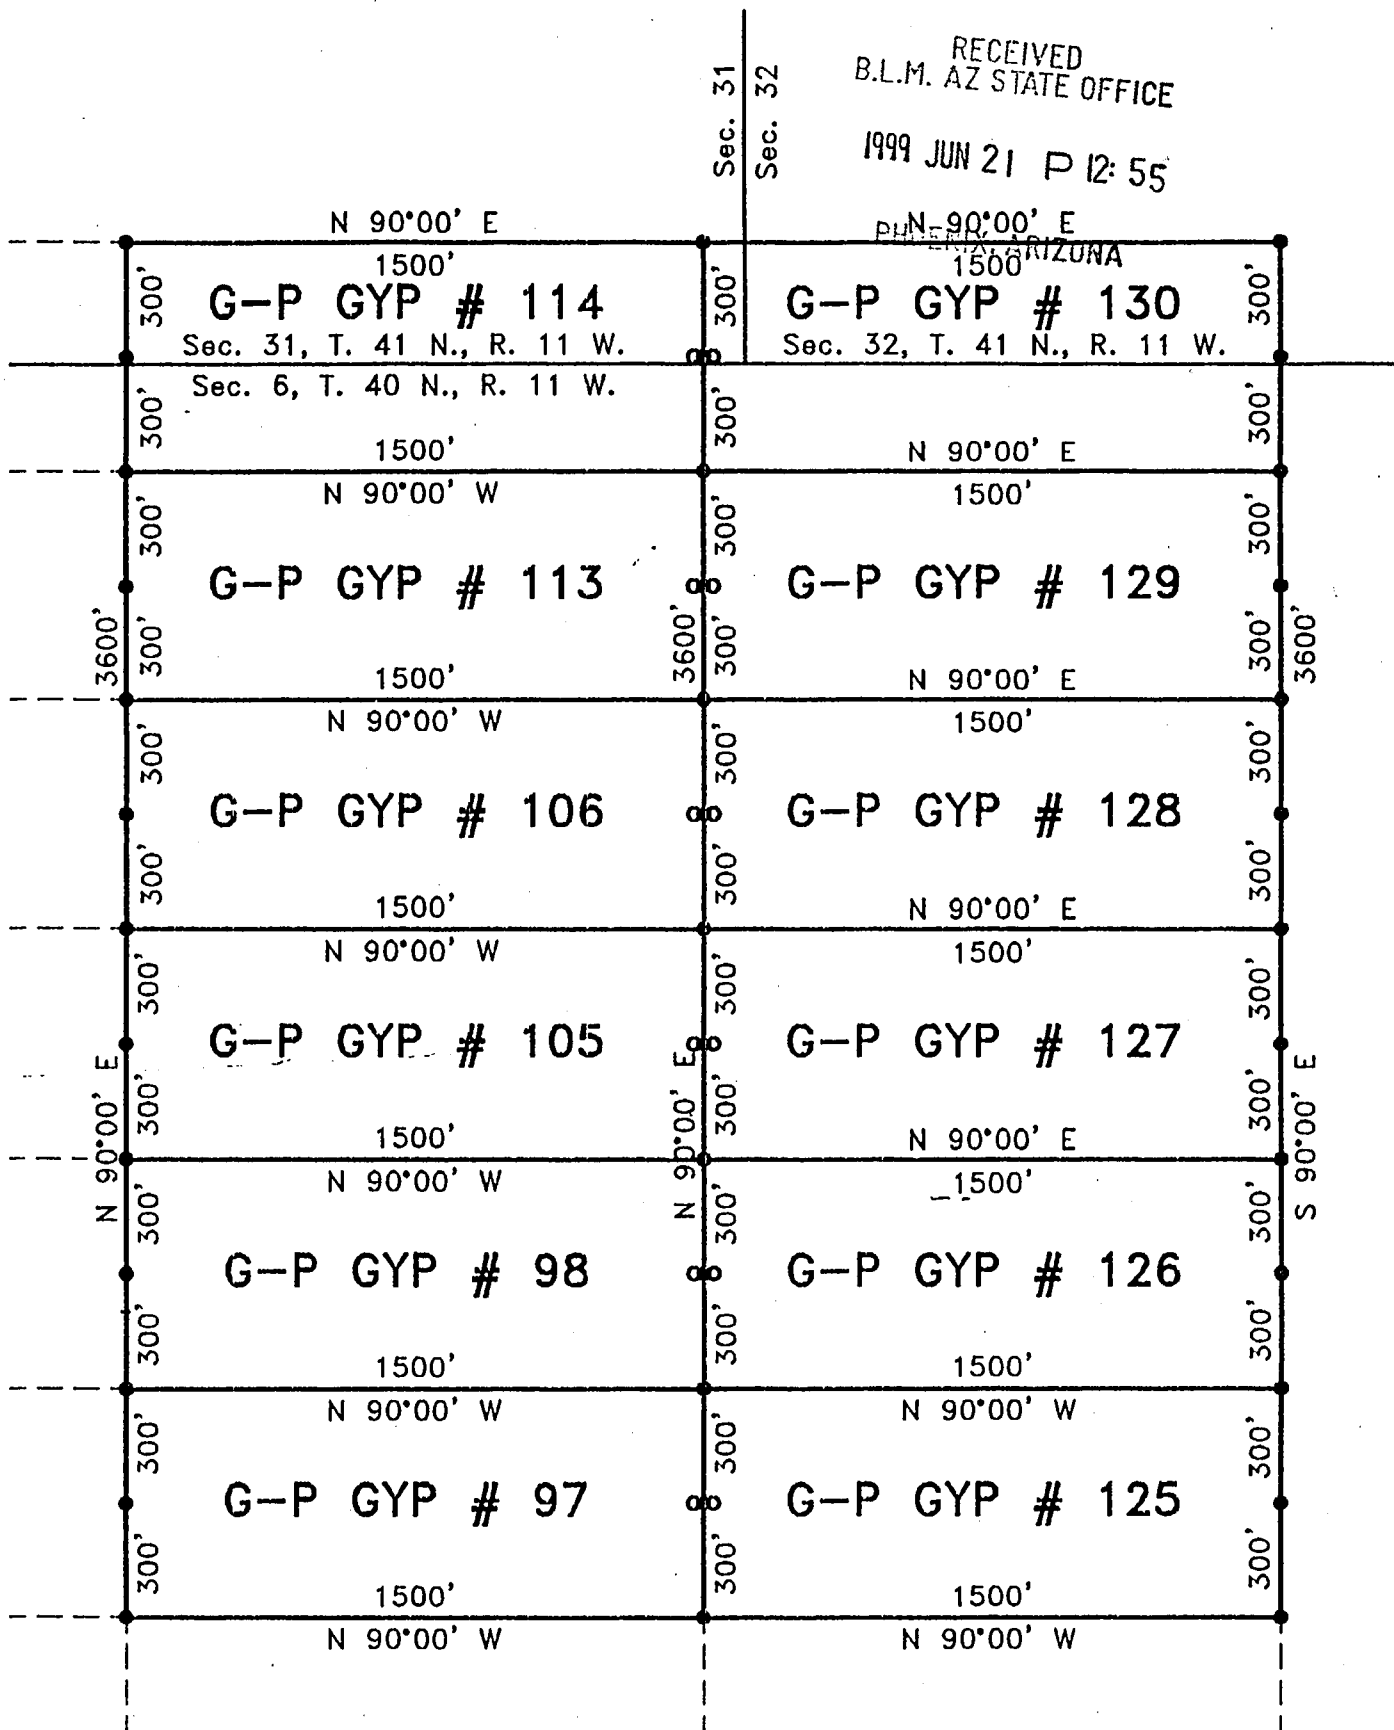 Sec. 31
Sec. 32
RECEIVED
B.L.M. AZ STATE OFFICE
1999 JUN 21 P 12: 55
PHOENIX, ARIZONA
N 90°00' E
N 90°00' E
1500'
1500'
300'
300'
300'
G-P GYP # 114
G-P GYP # 130
Sec. 31, T. 41 N., R. 11 W.
Sec. 32, T. 41 N., R. 11 W.
Sec. 6, T. 40 N., R. 11 W.
300'
300'
300'
1500'
N 90°00' E
N 90°00' W
1500'
300'
300'
300'
G-P GYP # 113
G-P GYP # 129
3600'
300'
3600'
300'
300'
3600'
1500'
N 90°00' E
N 90°00' W
1500'
300'
300'
300'
G-P GYP # 106
G-P GYP # 128
300'
300'
300'
1500'
N 90°00' E
N 90°00' W
1500'
300'
300'
300'
G-P GYP # 105
G-P GYP # 127
N 90°00' E
300'
N 90°00' E
300'
300'
S 90°00' E
1500'
N 90°00' E
N 90°00' W
1500'
300'
300'
300'
G-P GYP # 98
G-P GYP # 126
300'
300'
300'
1500'
1500'
N 90°00' W
N 90°00' W
300'
300'
300'
G-P GYP # 97
G-P GYP # 125
300'
300'
300'
1500'
1500'
N 90°00' W
N 90°00' W